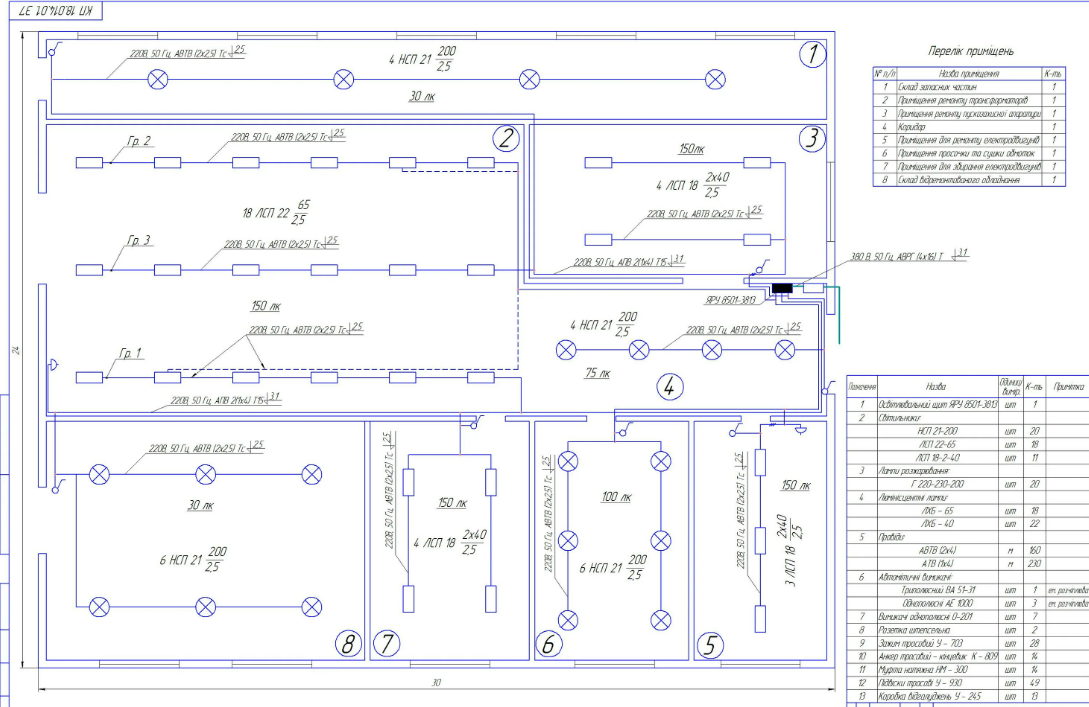 КП 18.014.01 ЭТ
220В, 50 Гц, АВТВ (2х2,5) Тс 2,5
4 НСП 21 200/2,5
30 лк
1
Гр. 2
220В, 50 Гц, АВТВ (2х2,5) Тс 2,5
2
18 ЛСП 22 65/2,5
Гр. 3
220В, 50 Гц, АВТВ (2х2,5) Тс 2,5
150 лк
220В, 50 Гц, АВТВ (2х2,5) Тс 2,5
Гр. 1
220В, 50 Гц, АПВ 2(1х4) Т15 3,1
150лк
3
4 ЛСП 18 2х40/2,5
220В, 50 Гц, АВТВ (2х2,5) Тс 2,5
220В, 50 Гц, АПВ 2(1х4) Т15 3,1
380 В, 50 Гц, АВРГ (4х16) Т 3,1
ЯРУ 8501-3813
4 НСП 21 200/2,5
220В, 50 Гц, АВТВ (2х2,5) Тс 2,5
75 лк
4
220В, 50 Гц, АВТВ (2х2,5) Тс 2,5
30 лк
6 НСП 21 200/2,5
8
220В, 50 Гц, АВТВ (2х2,5) Тс 2,5
150 лк
4 ЛСП 18 2х40/2,5
7
220В, 50 Гц, АВТВ (2х2,5) Тс 2,5
100 лк
6 НСП 21 200/2,5
6
220В, 50 Гц, АВТВ (2х2,5) Тс 2,5
150 лк
3 ЛСП 18 2х40/2,5
5
24
30
Перелік приміщень
№ п/п Назва приміщення К-ть
1 Склад запасних частин 1
2 Приміщення ремонту трансформаторів 1
3 Приміщення ремонту пускозахисної апаратури 1
4 Коридор 1
5 Приміщення для ремонту електродвигунів 1
6 Приміщення просочки та сушки обмоток 1
7 Приміщення для збирання електродвигунів 1
8 Склад відремонтованого обладнання 1
Позначення Назва Одиниці вимір. К-ть Примітка
1 Освітлювальний щит ЯРУ 8501-3813 шт 1
2 Світильники:
НСП 21-200 шт 20
ЛСП 22-65 шт 18
ЛСП 18-2-40 шт 11
3 Лампи розжарювання:
Г 220-230-200 шт 20
4 Люмінісцентні лампи:
ЛХБ - 65 шт 18
ЛХБ - 40 шт 22
5 Провіди:
АВТВ (2х4) м 160
АТВ (1х4) м 230
6 Автоматичні вимикачі:
Триполюсний ВА 51-31 шт 1
Однополюсні АЕ 1000 шт 3
7 Вимикачі однополюсні 0-201 шт 7
8 Розетка штепсельна шт 2
9 Зажим тросовий У - 703 шт 28
10 Анкер тросовий - кінцевик К - 809 шт 14
11 Муфта натяжна НМ - 300 шт 14
12 Підвіски тросові У - 930 шт 49
13 Коробка відгалуджень У - 245 шт 13